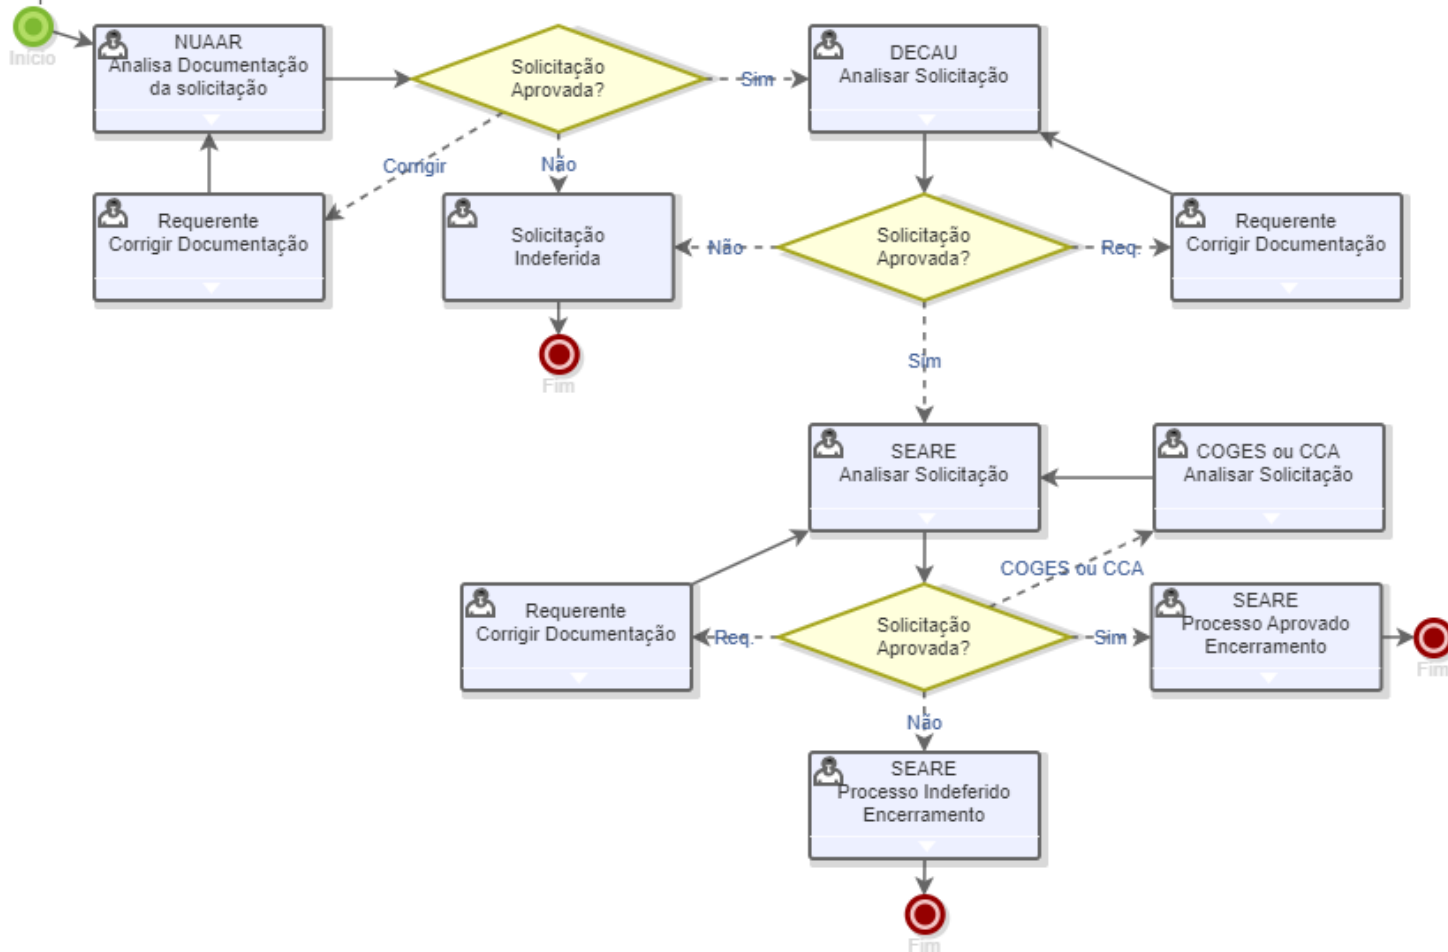 Início
NUAAR
Analisa Documentação
da solicitação
Solicitação
Aprovada?
Sim
DECAU
Analisar Solicitação
Corrigir
Não
Requerente
Corrigir Documentação
Solicitação
Indeferida
Não
Solicitação
Aprovada?
Req.
Requerente
Corrigir Documentação
Fim
Sim
SEARE
Analisar Solicitação
COGES ou CCA
Analisar Solicitação
COGES ou CCA
Requerente
Corrigir Documentação
Req.
Solicitação
Aprovada?
Sim
SEARE
Processo Aprovado
Encerramento
Fim
Não
SEARE
Processo Indeferido
Encerramento
Fim